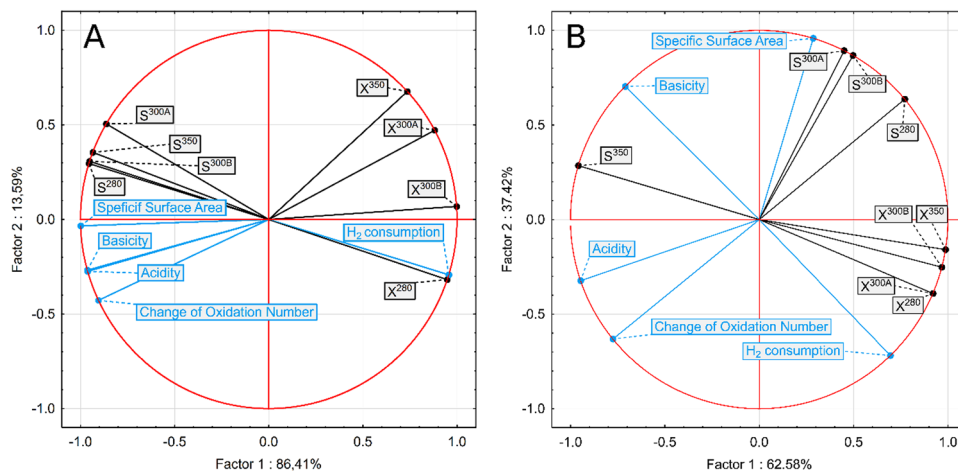 A
1.0
0.5
0.0
-0.5
-1.0
Factor 2 : 13.59%
X³⁵⁰
S³⁰⁰ᴬ
X³⁰⁰ᴬ
S³⁵⁰
S³⁰⁰ᴮ
S²⁸⁰
X³⁰⁰ᴮ
Speficif Surface Area
H₂ consumption
Basicity
Acidity
X²⁸⁰
Change of Oxidation Number
-1.0 -0.5 0.0 0.5 1.0
Factor 1 : 86,41%
B
1.0
0.5
0.0
-0.5
-1.0
Factor 2 : 37.42%
Specific Surface Area
S³⁰⁰ᴬ
S³⁰⁰ᴮ
Basicity
S²⁸⁰
S³⁵⁰
X³⁰⁰ᴮ X³⁵⁰
Acidity
X³⁰⁰ᴬ
X²⁸⁰
Change of Oxidation Number
H₂ consumption
-1.0 -0.5 0.0 0.5 1.0
Factor 1 : 62.58%